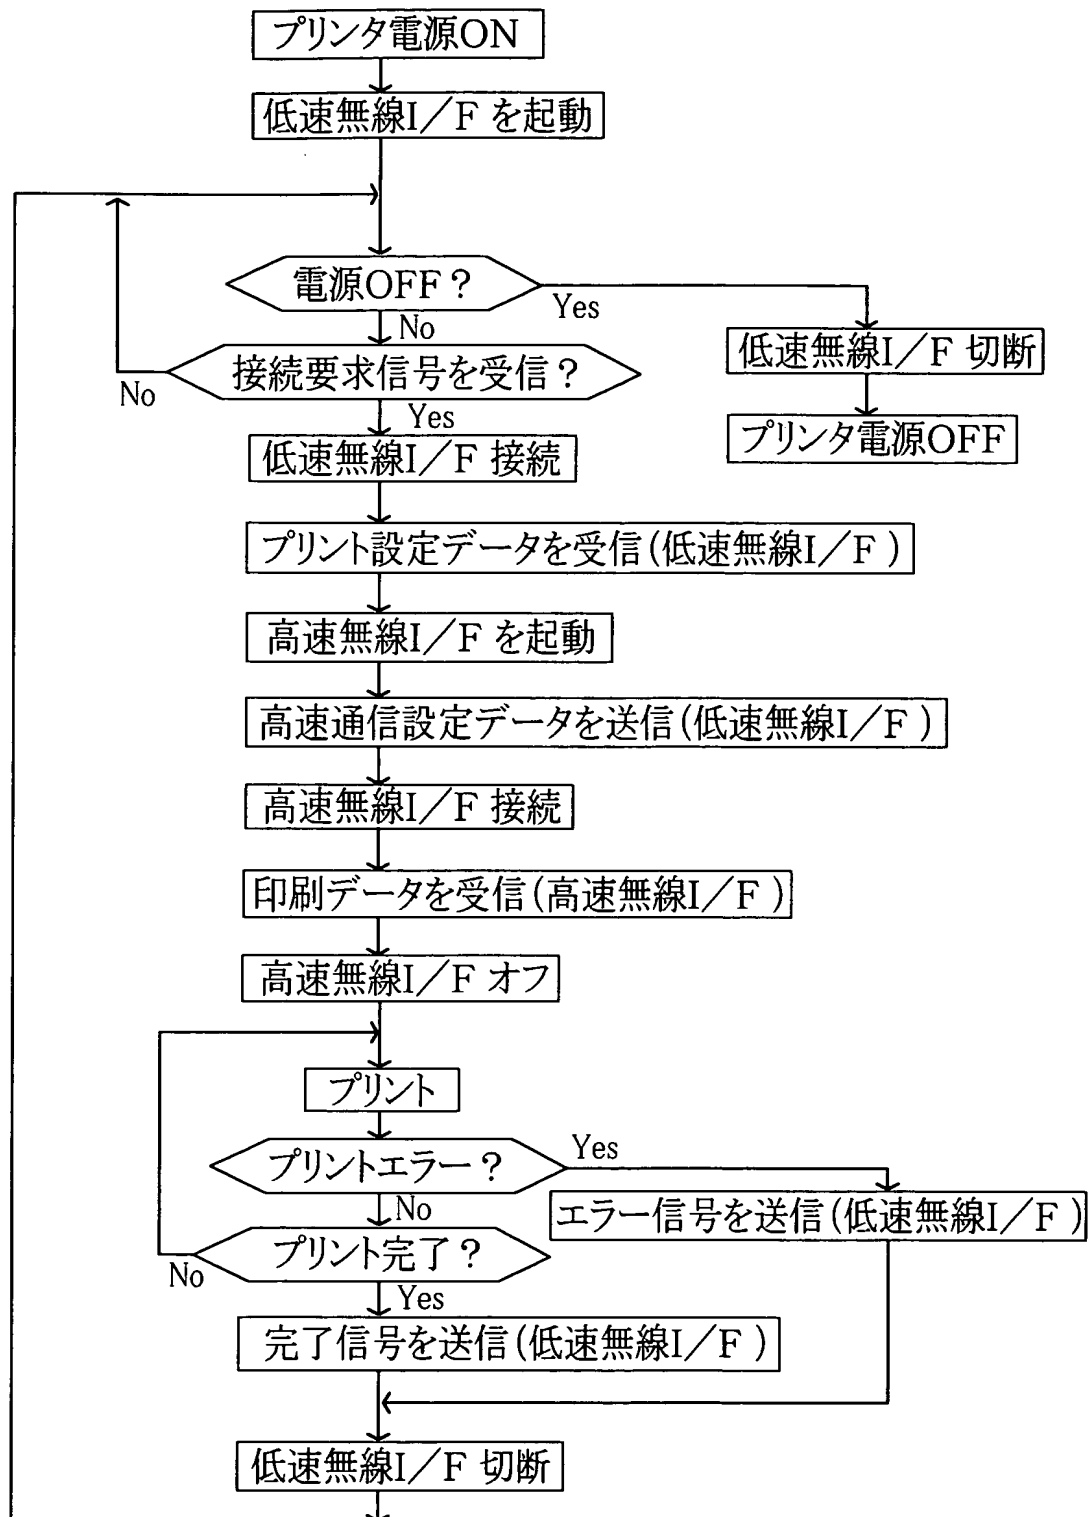 プリンタ電源ON
低速無線I／F を起動
電源OFF？
Yes
No
低速無線I／F 切断
接続要求信号を受信？
No
Yes
プリンタ電源OFF
低速無線I／F 接続
プリント設定データを受信(低速無線I／F )
高速無線I／F を起動
高速通信設定データを送信(低速無線I／F )
高速無線I／F 接続
印刷データを受信(高速無線I／F )
高速無線I／F オフ
プリント
プリントエラー？
Yes
No
エラー信号を送信(低速無線I／F )
プリント完了？
No
Yes
完了信号を送信(低速無線I／F )
低速無線I／F 切断